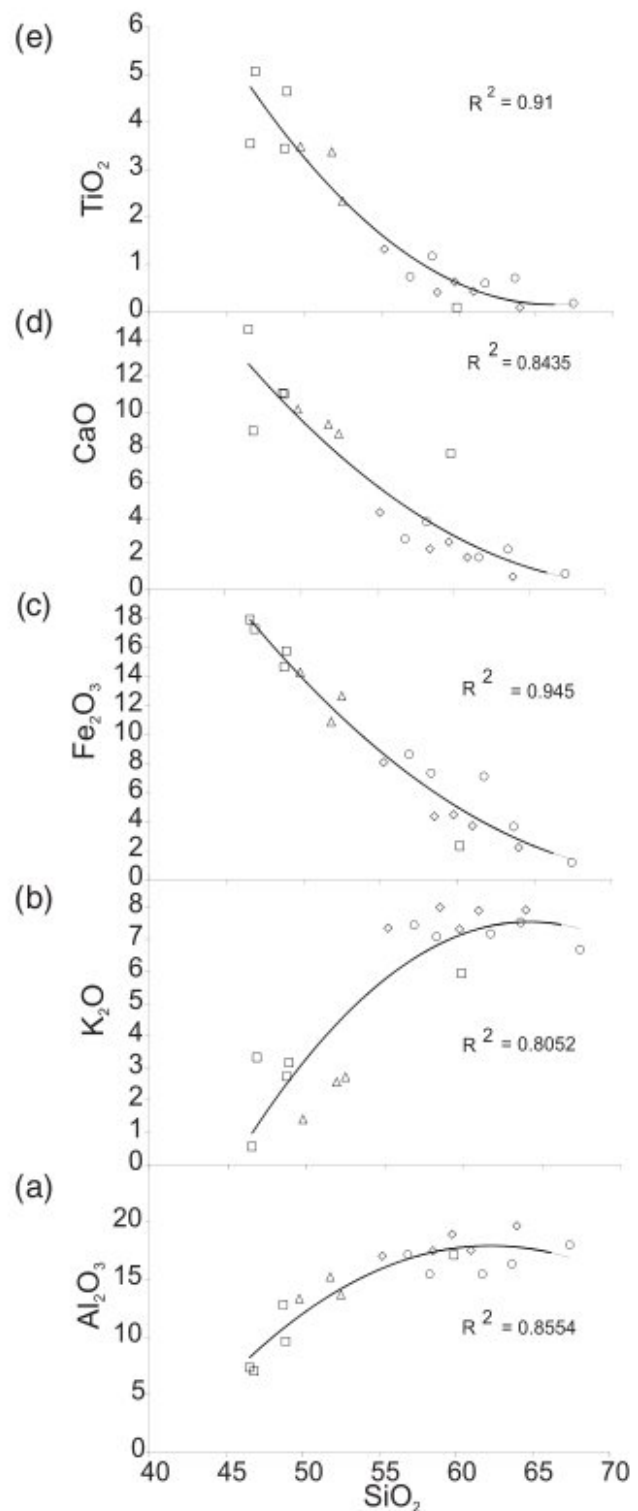 (e)
6
5
4
3
2
1
0
TiO2
R 2 = 0.91
(d)
14
12
10
8
6
4
2
0
CaO
R 2 = 0.8435
(c)
18
16
14
12
10
8
6
4
2
0
Fe2O3
R 2 = 0.945
(b)
8
7
6
5
4
3
2
1
0
K2O
R 2 = 0.8052
(a)
20
15
10
5
0
Al2O3
R 2 = 0.8554
40 45 50 55 60 65 70
SiO2